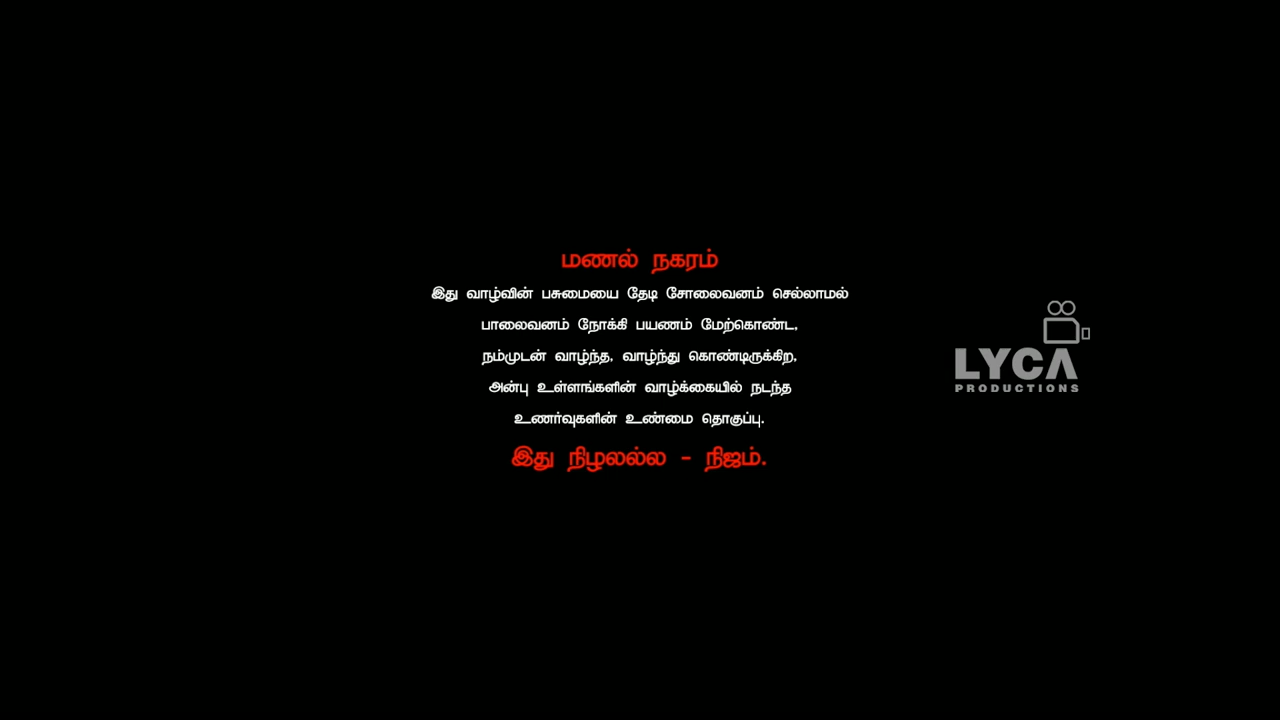 மணல் நகரம்
இது வாழ்வின் பசுமையை தேடி சோலைவனம் செல்லாமல்
பாலைவனம் நோக்கி பயணம் மேற்கொண்ட,
நம்முடன் வாழ்ந்த, வாழ்ந்து கொண்டிருக்கிற,
அன்பு உள்ளங்களின் வாழ்க்கையில் நடந்த
உணர்வுகளின் உண்மை தொகுப்பு.
இது நிழலல்ல - நிஜம்.
LYCA
PRODUCTIONS